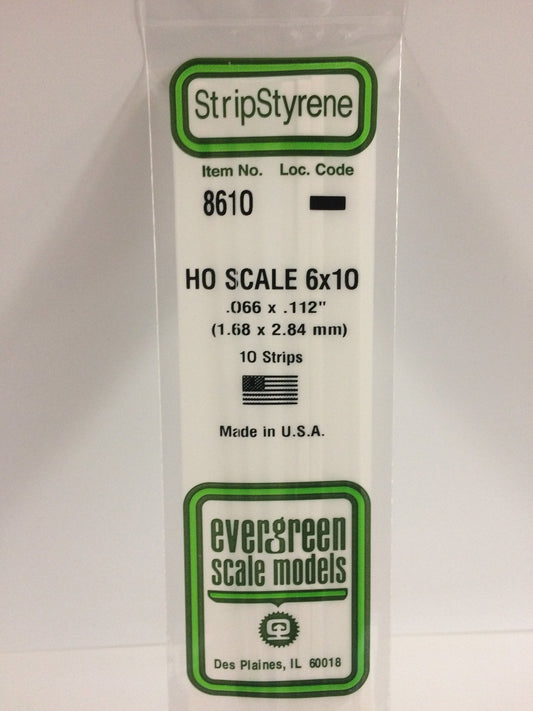 StripStyrene
Item No. Loc. Code
8610
HO SCALE 6x10
.066 x .112"
(1.68 x 2.84 mm)
10 Strips
Made in U.S.A.
evergreen
scale models
Des Plaines, IL 60018